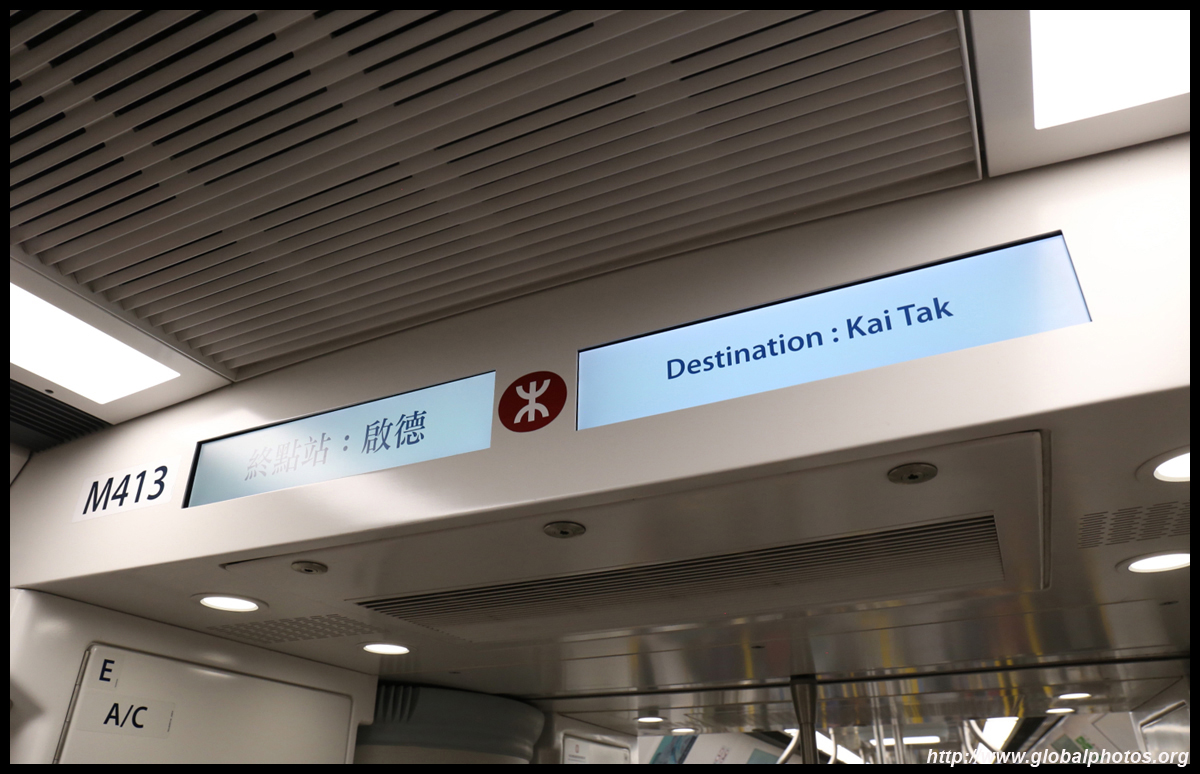 Destination : Kai Tak
終點站：啟德
M413
E
A/C
http://www.globalphotos.org